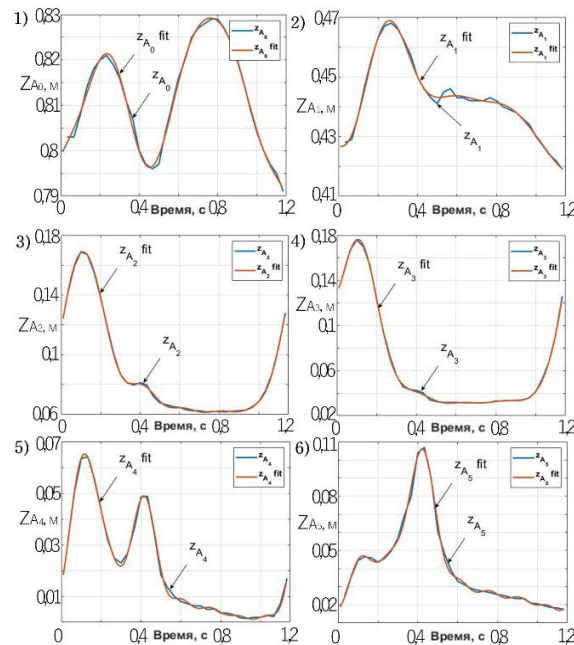 1)
0,83
0,82
0,81
0,8
0,79
Z_A₀, м
z_A₀ fit
z_A₀
z_A₀
z_A₀ fit
0
0,4
0,8
1,2
Время, с
2)
0,47
0,44
0,43
0,41
Z_A₁, м
z_A₁ fit
z_A₁
z_A₁
z_A₁ fit
0
0,4
0,8
1,2
Время, с
3)
0,18
0,14
0,1
0,06
Z_A₂, м
z_A₂ fit
z_A₂
z_A₂
z_A₂ fit
0
0,4
0,8
1,2
Время, с
4)
0,18
0,14
0,1
0,06
0,02
Z_A₃, м
z_A₃ fit
z_A₃
z_A₃
z_A₃ fit
0
0,4
0,8
1,2
Время, с
5)
0,07
0,05
0,03
0,01
Z_A₄, м
z_A₄ fit
z_A₄
z_A₄
z_A₄ fit
0
0,4
0,8
1,2
Время, с
6)
0,11
0,08
0,05
0,02
Z_A₅, м
z_A₅ fit
z_A₅
z_A₅
z_A₅ fit
0
0,4
0,8
1,2
Время, с